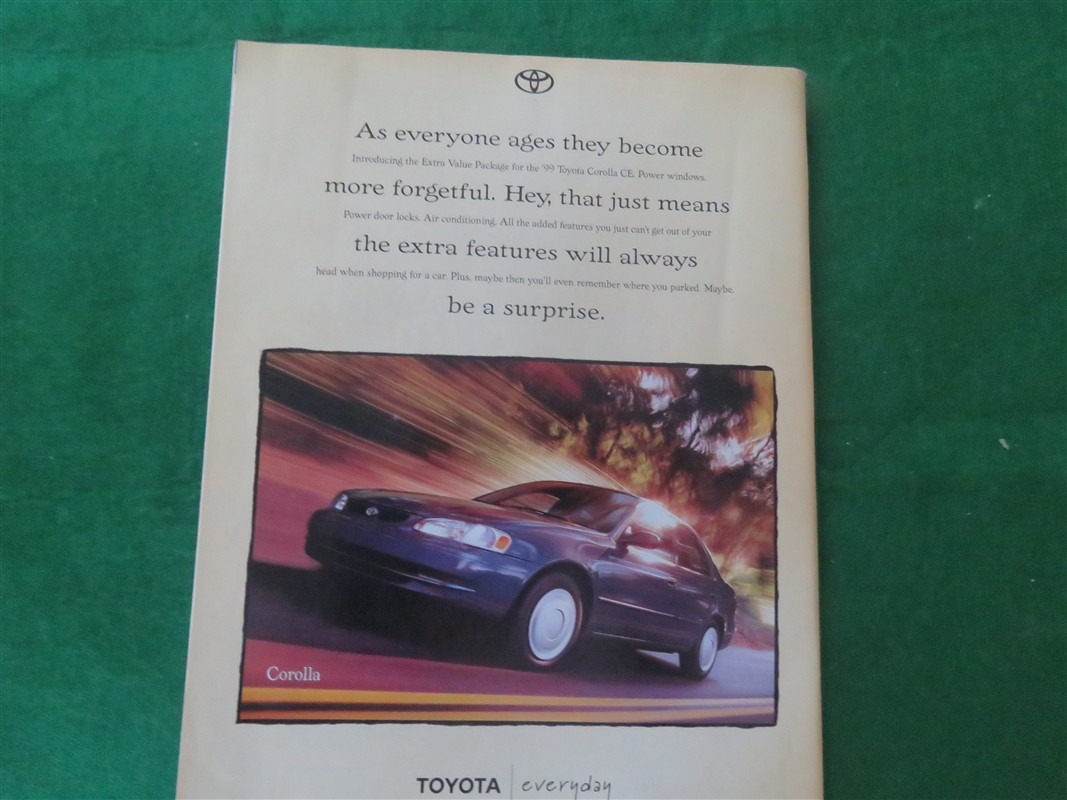 As everyone ages they become
Introducing the Extra Value Package for the '99 Toyota Corolla CE. Power windows.
more forgetful. Hey, that just means
Power door locks. Air conditioning. All the added features you just can't get out of your
the extra features will always
head when shopping for a car. Plus, maybe then you'll even remember where you parked. Maybe.
be a surprise.
Corolla
TOYOTA everyday